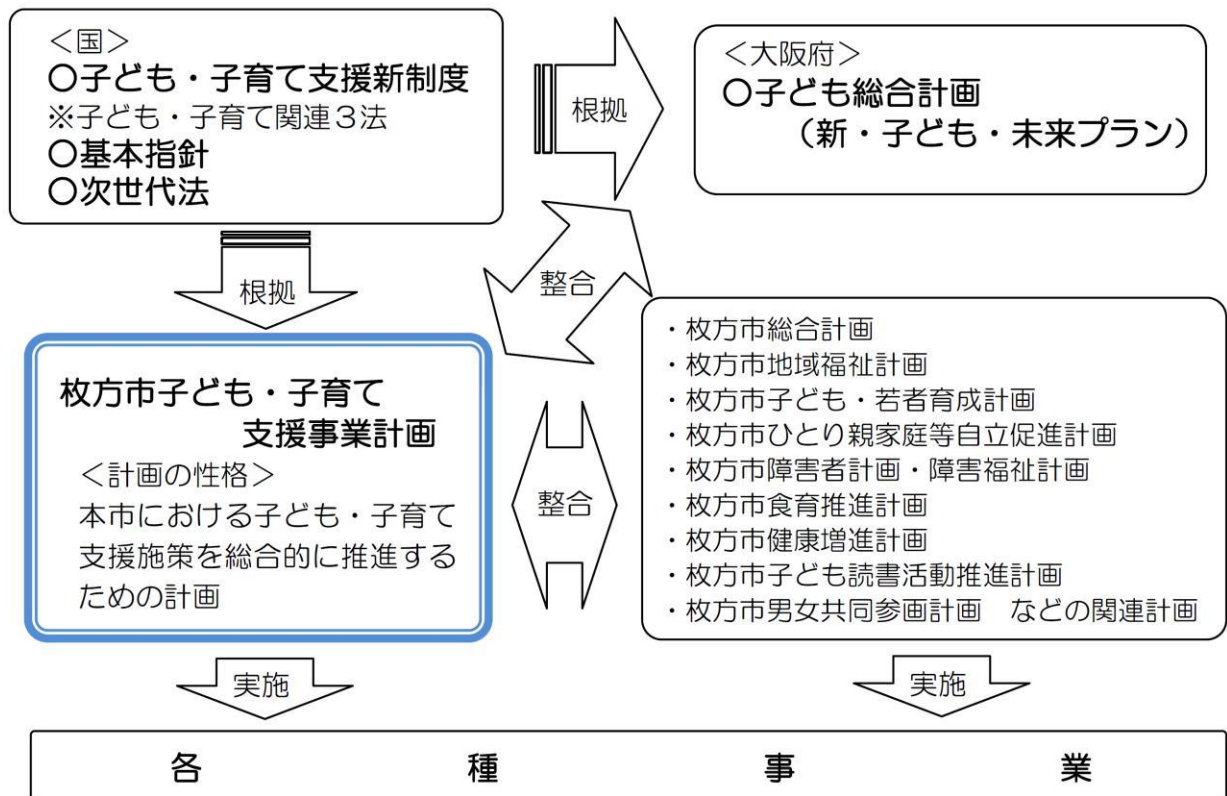 ＜国＞
〇子ども・子育て支援新制度
※子ども・子育て関連３法
〇基本指針
〇次世代法
根拠
＜大阪府＞
〇子ども総合計画
（新・子ども・未来プラン）
根拠
整合
枚方市子ども・子育て
支援事業計画
＜計画の性格＞
本市における子ども・子育て
支援施策を総合的に推進する
ための計画
整合
・枚方市総合計画
・枚方市地域福祉計画
・枚方市子ども・若者育成計画
・枚方市ひとり親家庭等自立促進計画
・枚方市障害者計画・障害福祉計画
・枚方市食育推進計画
・枚方市健康増進計画
・枚方市子ども読書活動推進計画
・枚方市男女共同参画計画　などの関連計画
実施
実施
各　種　事　業